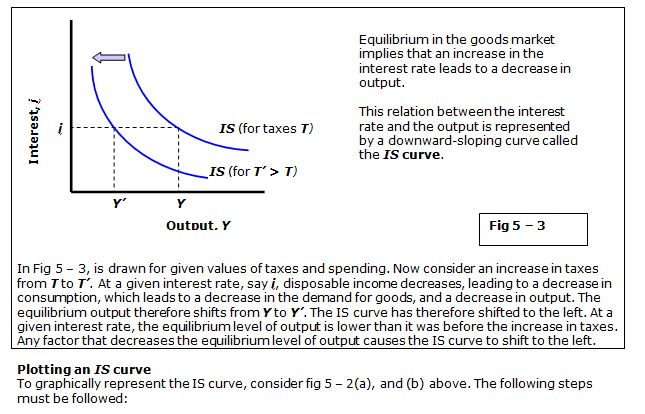 Equilibrium in the goods market
implies that an increase in the
interest rate leads to a decrease in
output.
This relation between the interest
rate and the output is represented
by a downward-sloping curve called
the IS curve.
Interest, i
i
IS (for taxes T)
IS (for T′ > T)
Y′
Y
Output, Y
Fig 5 – 3
In Fig 5 – 3, is drawn for given values of taxes and spending. Now consider an increase in taxes
from T to T′. At a given interest rate, say i, disposable income decreases, leading to a decrease in
consumption, which leads to a decrease in the demand for goods, and a decrease in output. The
equilibrium output therefore shifts from Y to Y′. The IS curve has therefore shifted to the left. At a
given interest rate, the equilibrium level of output is lower than it was before the increase in taxes.
Any factor that decreases the equilibrium level of output causes the IS curve to shift to the left.
Plotting an IS curve
To graphically represent the IS curve, consider fig 5 – 2(a), and (b) above. The following steps
must be followed: